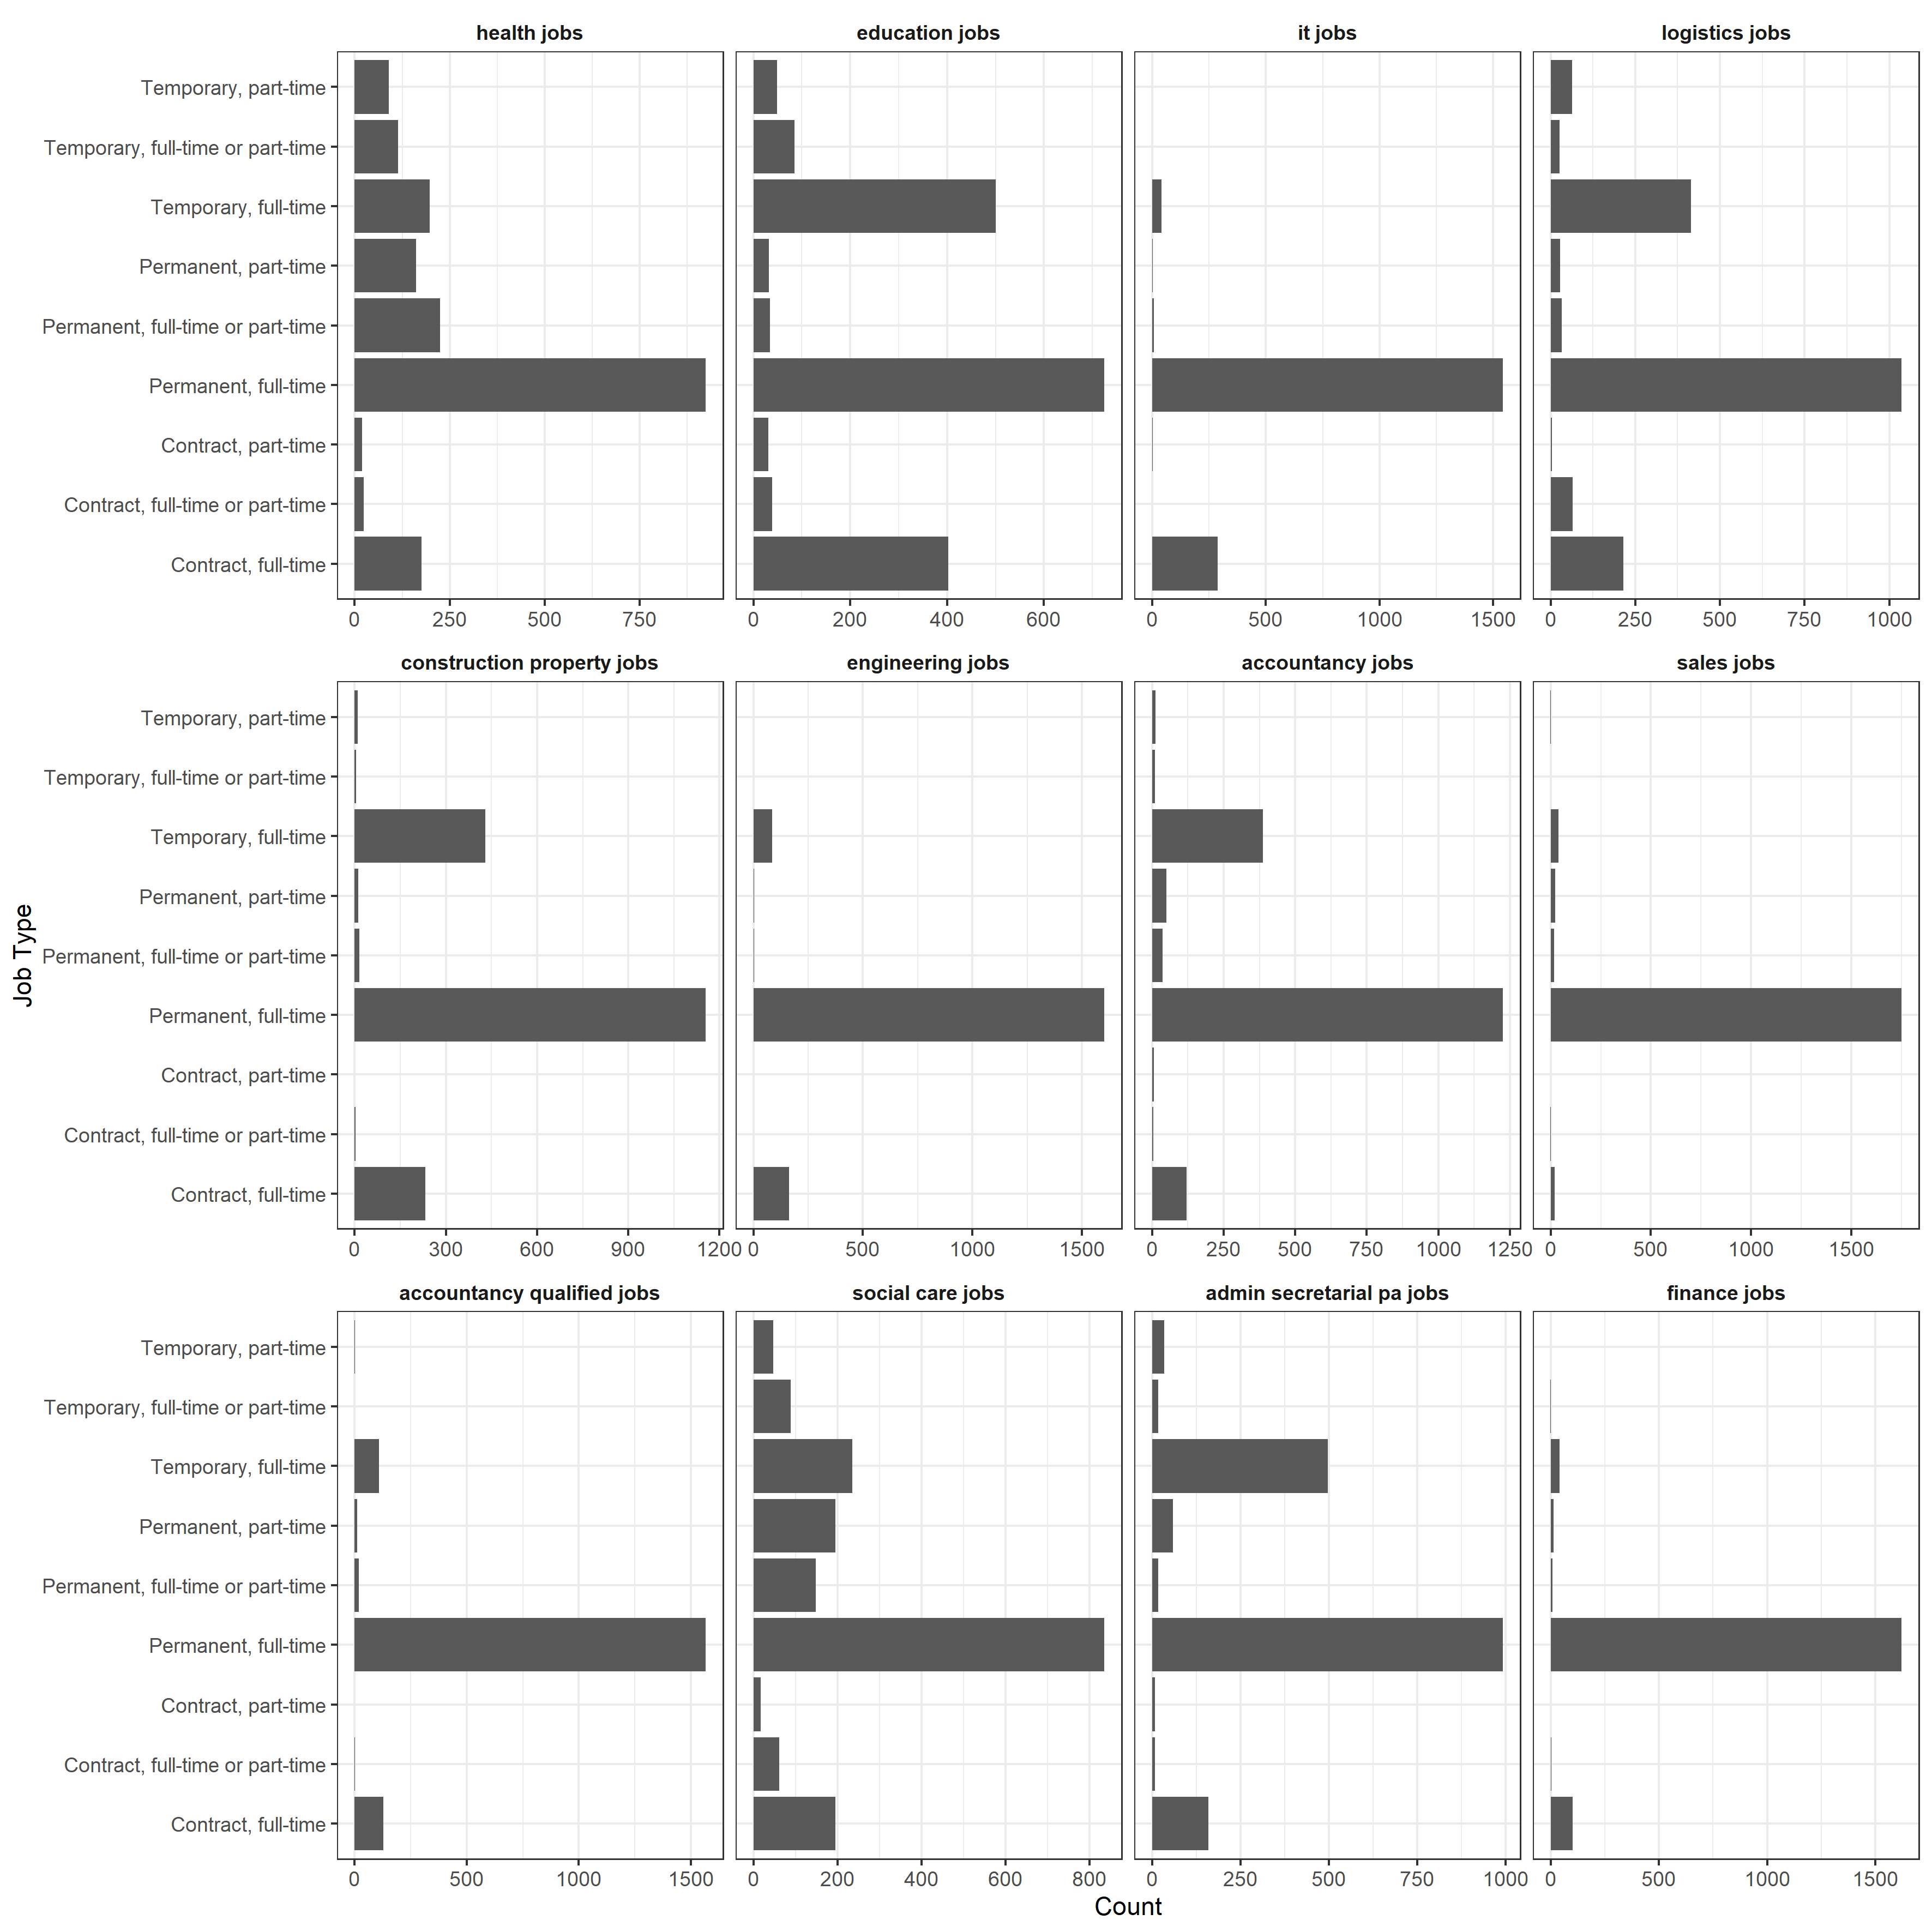 health jobs
education jobs
it jobs
logistics jobs
Temporary, part-time
Temporary, full-time or part-time
Temporary, full-time
Permanent, part-time
Permanent, full-time or part-time
Permanent, full-time
Contract, part-time
Contract, full-time or part-time
Contract, full-time
0 250 500 750
0 200 400 600
0 500 1000 1500
0 250 500 750 1000
construction property jobs
engineering jobs
accountancy jobs
sales jobs
Temporary, part-time
Temporary, full-time or part-time
Temporary, full-time
Permanent, part-time
Permanent, full-time or part-time
Permanent, full-time
Contract, part-time
Contract, full-time or part-time
Contract, full-time
0 300 600 900 1200
0 500 1000 1500
0 250 500 750 1000 1250
0 500 1000 1500
accountancy qualified jobs
social care jobs
admin secretarial pa jobs
finance jobs
Temporary, part-time
Temporary, full-time or part-time
Temporary, full-time
Permanent, part-time
Permanent, full-time or part-time
Permanent, full-time
Contract, part-time
Contract, full-time or part-time
Contract, full-time
0 500 1000 1500
0 200 400 600 800
0 250 500 750 1000
0 500 1000 1500
Job Type
Count